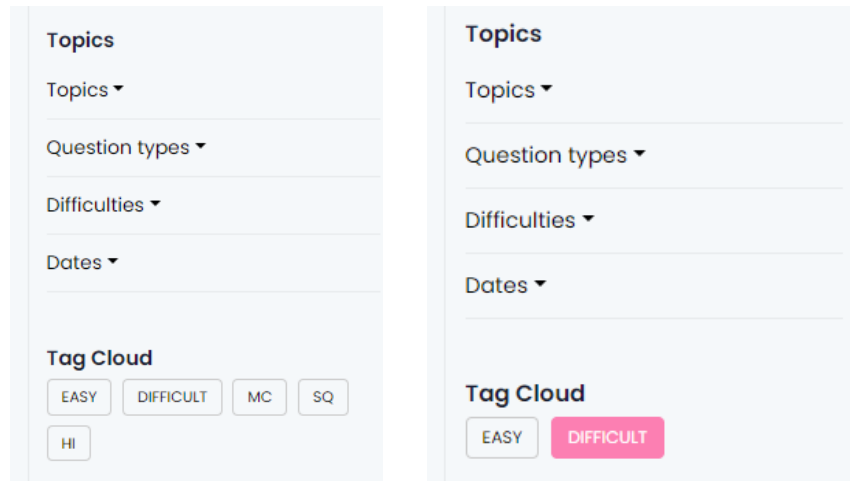 Topics
Topics
Question types
Difficulties
Dates
Tag Cloud
EASY DIFFICULT MC SQ
HI
Topics
Topics
Question types
Difficulties
Dates
Tag Cloud
EASY DIFFICULT